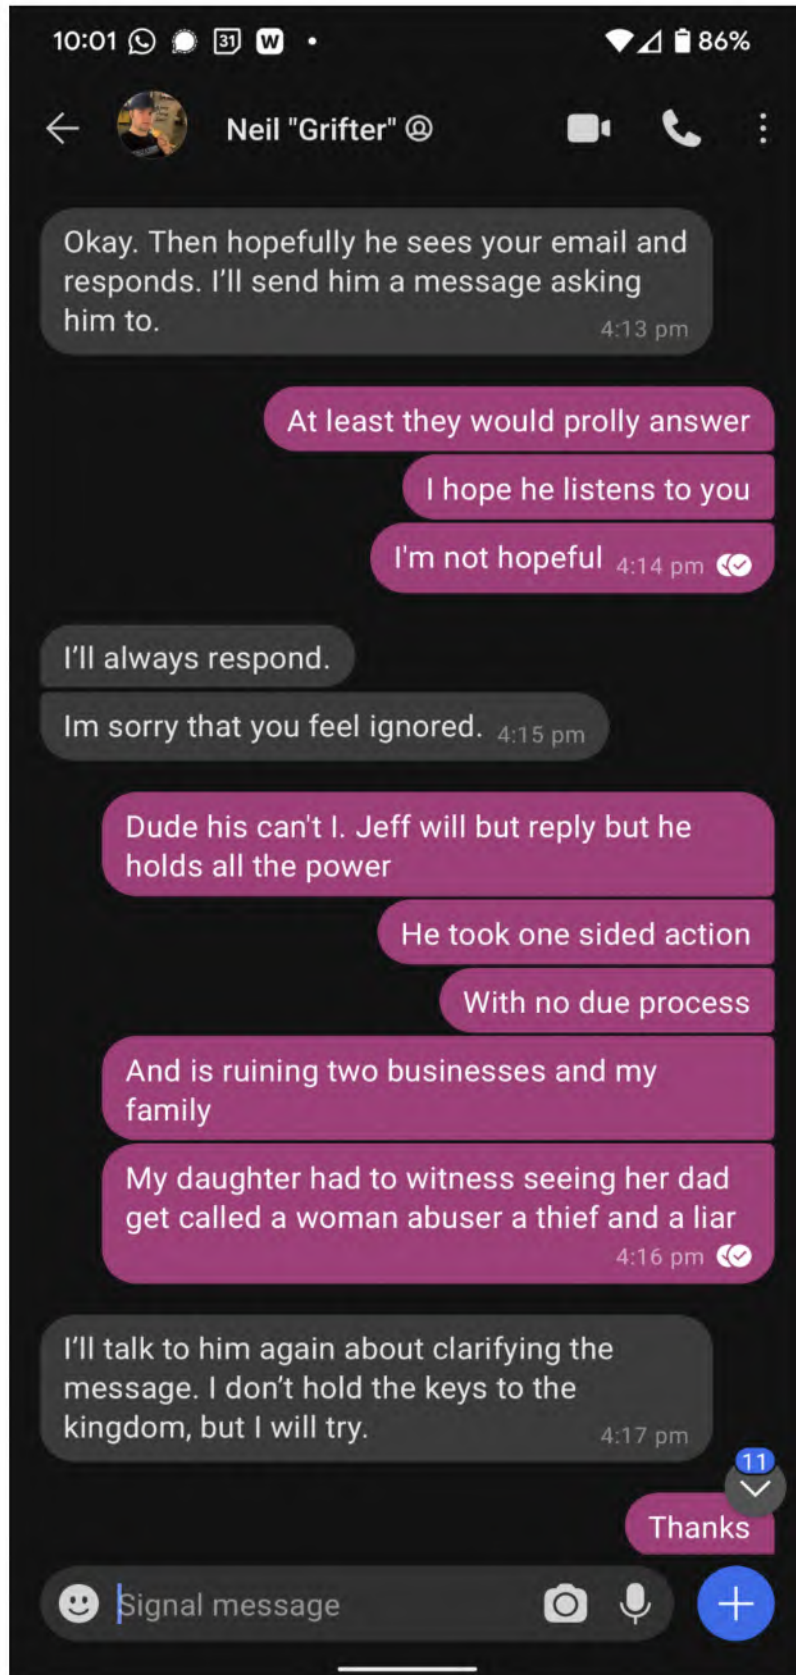 10:01 31 W 86%
Neil "Grifter"
Okay. Then hopefully he sees your email and
responds. I'll send him a message asking
him to. 4:13 pm
At least they would prolly answer
I hope he listens to you
I'm not hopeful 4:14 pm
I'll always respond.
Im sorry that you feel ignored. 4:15 pm
Dude his can't I. Jeff will but reply but he
holds all the power
He took one sided action
With no due process
And is ruining two businesses and my
family
My daughter had to witness seeing her dad
get called a woman abuser a thief and a liar
4:16 pm
I'll talk to him again about clarifying the
message. I don't hold the keys to the
kingdom, but I will try. 4:17 pm
11
Thanks
Signal message